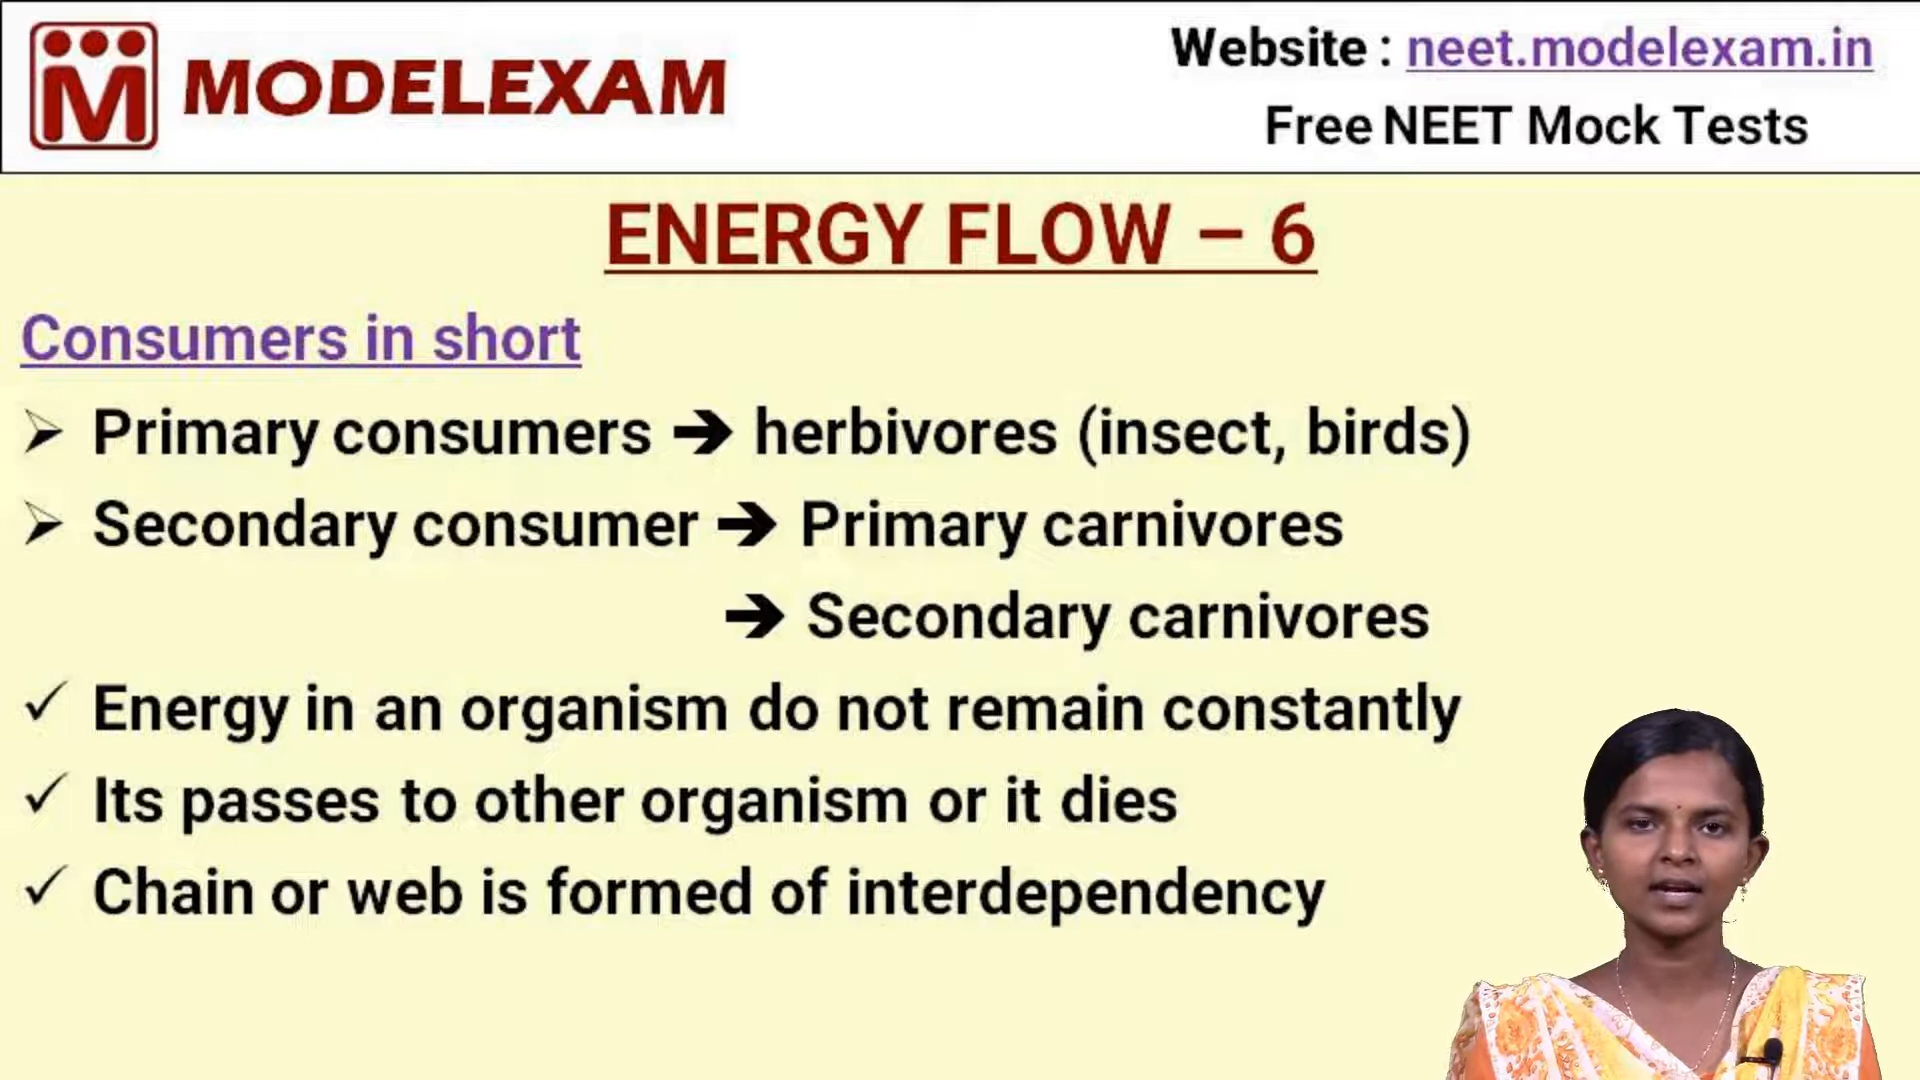 M MODELEXAM
Website : neet.modelexam.in
Free NEET Mock Tests
ENERGY FLOW – 6
Consumers in short
➢ Primary consumers ➔ herbivores (insect, birds)
➢ Secondary consumer ➔ Primary carnivores
➔ Secondary carnivores
✓ Energy in an organism do not remain constantly
✓ Its passes to other organism or it dies
✓ Chain or web is formed of interdependency